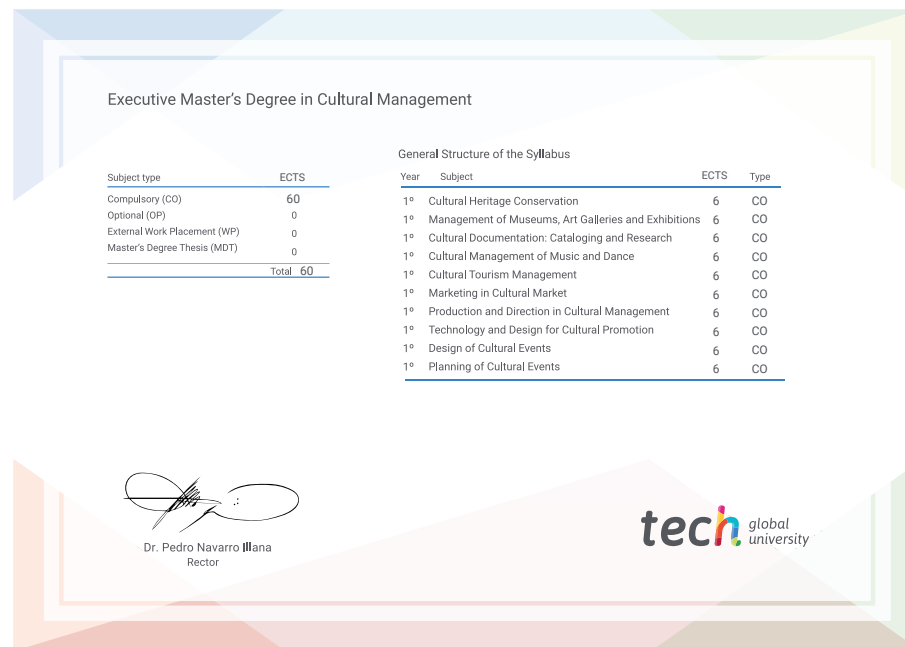 Executive Master's Degree in Cultural Management
Subject type ECTS
Compulsory (CO) 60
Optional (OP) 0
External Work Placement (WP) 0
Master's Degree Thesis (MDT) 0
Total 60
General Structure of the Syllabus
Year Subject ECTS Type
1º Cultural Heritage Conservation 6 CO
1º Management of Museums, Art Galleries and Exhibitions 6 CO
1º Cultural Documentation: Cataloging and Research 6 CO
1º Cultural Management of Music and Dance 6 CO
1º Cultural Tourism Management 6 CO
1º Marketing in Cultural Market 6 CO
1º Production and Direction in Cultural Management 6 CO
1º Technology and Design for Cultural Promotion 6 CO
1º Design of Cultural Events 6 CO
1º Planning of Cultural Events 6 CO
Dr. Pedro Navarro Illana
Rector
tech global
university